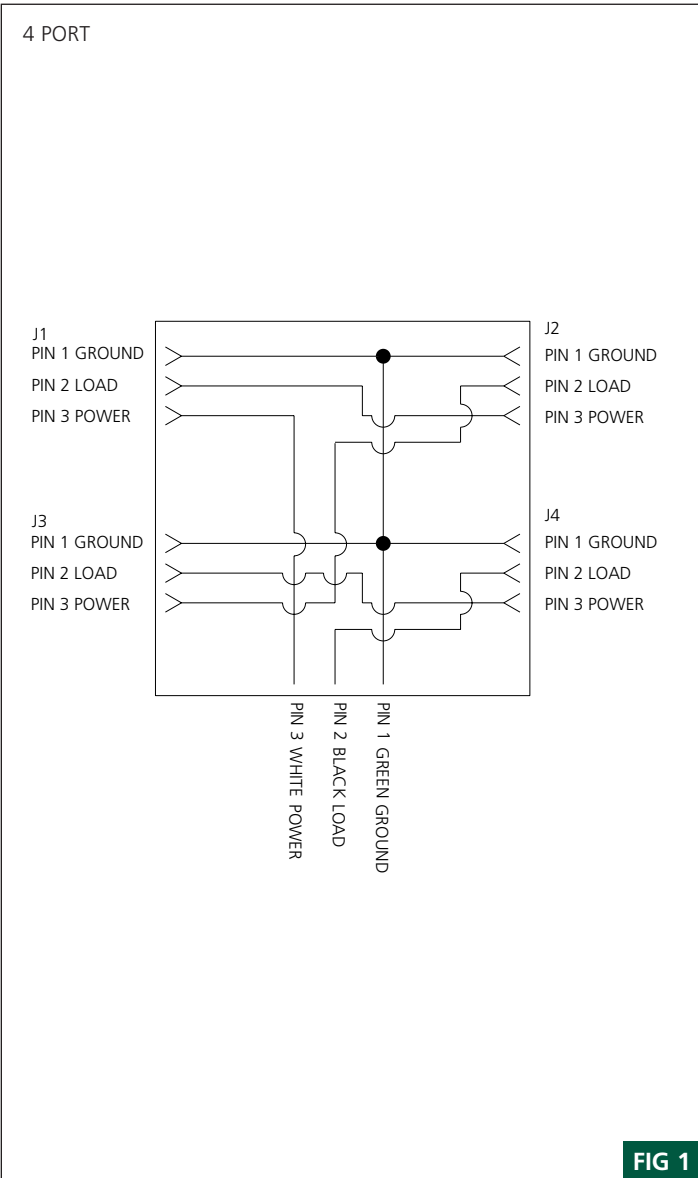 4 PORT
J1
PIN 1 GROUND
PIN 2 LOAD
PIN 3 POWER
J2
PIN 1 GROUND
PIN 2 LOAD
PIN 3 POWER
J3
PIN 1 GROUND
PIN 2 LOAD
PIN 3 POWER
J4
PIN 1 GROUND
PIN 2 LOAD
PIN 3 POWER
PIN 3 WHITE POWER
PIN 2 BLACK LOAD
PIN 1 GREEN GROUND
FIG 1